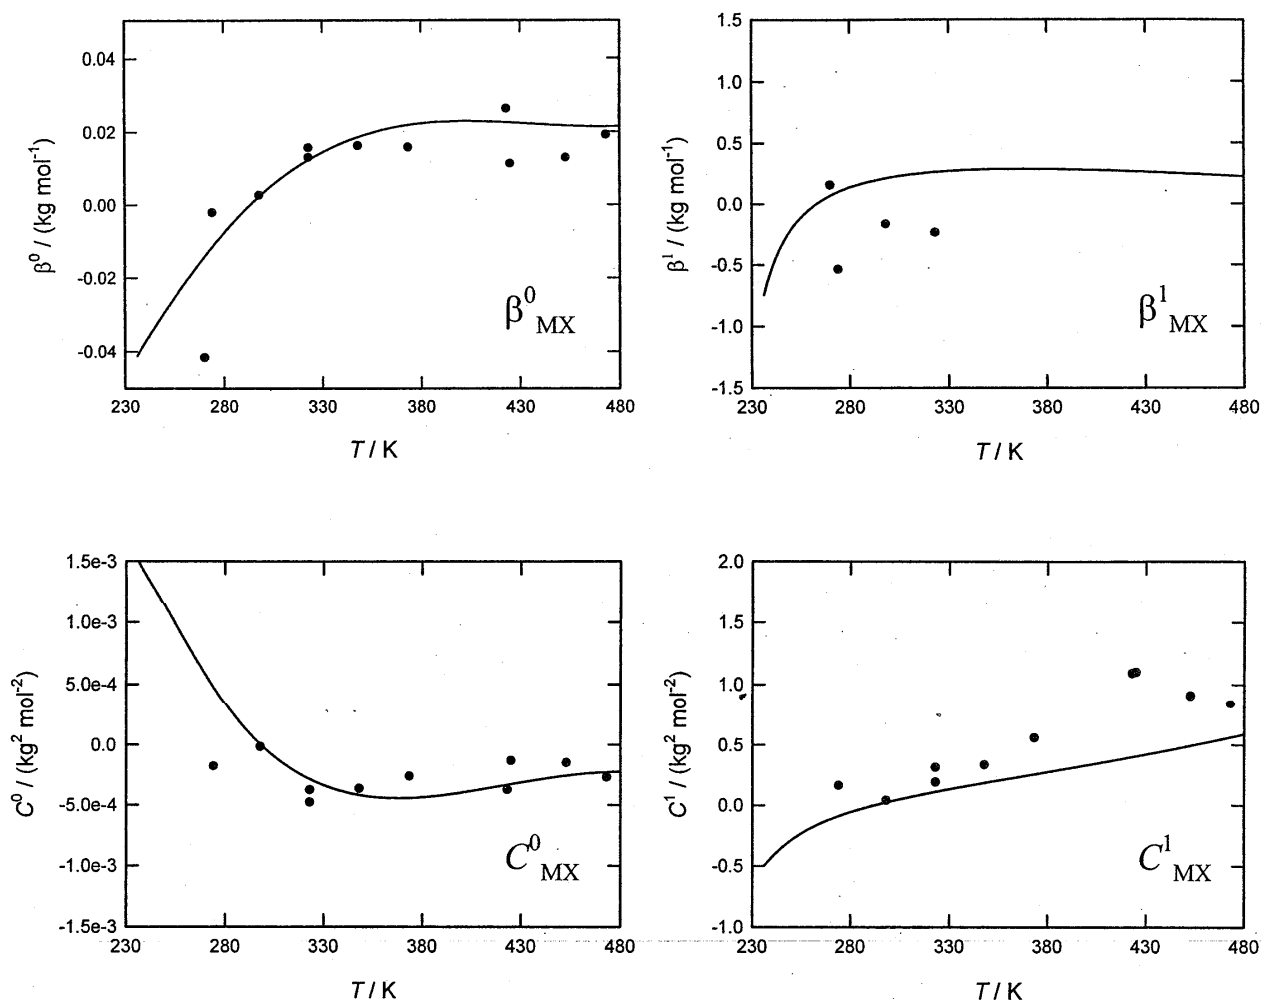 0.04
0.02
0.00
-0.02
-0.04
β⁰ / (kg mol⁻¹)
β⁰MX
230 280 330 380 430 480
T / K
1.5
1.0
0.5
0.0
-0.5
-1.0
-1.5
β¹ / (kg mol⁻¹)
β¹MX
230 280 330 380 430 480
T / K
1.5e-3
1.0e-3
5.0e-4
0.0
-5.0e-4
-1.0e-3
-1.5e-3
C⁰ / (kg² mol⁻²)
C⁰MX
230 280 330 380 430 480
T / K
2.0
1.5
1.0
0.5
0.0
-0.5
-1.0
C¹ / (kg² mol⁻²)
C¹MX
230 280 330 380 430 480
T / K